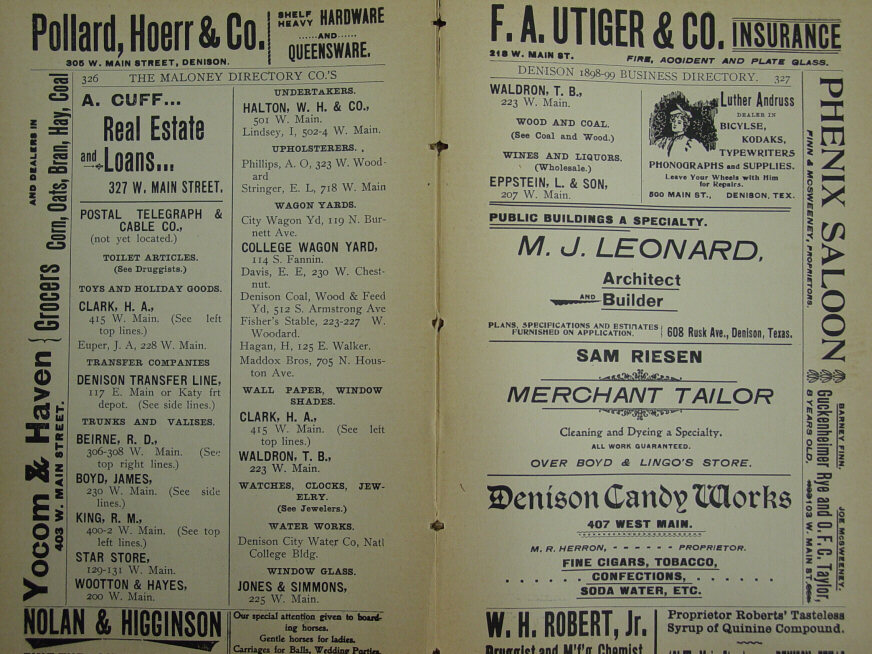 Pollard, Hoerr & Co.
SHELF HARDWARE
HEAVY
.....AND.....
QUEENSWARE.
305 W. MAIN STREET, DENISON.
326 THE MALONEY DIRECTORY CO.'S
Yocom & Haven } Grocers
AND DEALERS IN
Corn, Oats, Bran, Hay, Coal
403 W. MAIN STREET.
A. CUFF...
Real Estate
and Loans...
327 W. MAIN STREET.
POSTAL TELEGRAPH &
CABLE CO.,
(not yet located.)
TOILET ARTICLES.
(See Druggists.)
TOYS AND HOLIDAY GOODS.
CLARK, H. A.,
415 W. Main. (See left
top lines.)
Euper, J. A, 228 W. Main.
TRANSFER COMPANIES
DENISON TRANSFER LINE,
117 E. Main or Katy frt
depot. (See side lines.)
TRUNKS AND VALISES.
BEIRNE, R. D.,
306-308 W. Main. (See
top right lines.)
BOYD, JAMES,
230 W. Main. (See side
lines.)
KING, R. M.,
400-2 W. Main. (See top
left lines.)
STAR STORE,
129-131 W. Main.
WOOTTON & HAYES,
200 W. Main.
UNDERTAKERS.
HALTON, W. H. & CO.,
501 W. Main.
Lindsey, I, 502-4 W. Main.
UPHOLSTERERS. .
Phillips, A. O, 323 W. Wood-
ard
Stringer, E. L, 718 W. Main
WAGON YARDS.
City Wagon Yd, 119 N. Bur-
nett Ave.
COLLEGE WAGON YARD,
114 S. Fannin.
Davis, E. E, 230 W. Chest-
nut.
Denison Coal, Wood & Feed
Yd, 512 S. Armstrong Ave
Fisher's Stable, 223-227 W.
Woodard.
Hagan, H, 125 E. Walker.
Maddox Bros, 705 N. Hous-
ton Ave.
WALL PAPER, WINDOW
SHADES.
CLARK, H. A.,
415 W. Main. (See left
top lines.)
WALDRON, T. B.,
223 W. Main.
WATCHES, CLOCKS, JEW-
ELRY.
(See Jewelers.)
WATER WORKS.
Denison City Water Co, Natl
College Bldg.
WINDOW GLASS.
JONES & SIMMONS,
225 W. Main.
NOLAN & HIGGINSON
Our special attention given to board-
ing horses.
Gentle horses for ladies.
Carriages for Balls, Wedding Parties.
F. A. UTIGER & CO. INSURANCE
218 W. MAIN ST. FIRE, ACCIDENT AND PLATE GLASS.
DENISON 1898-99 BUSINESS DIRECTORY. 327
WALDRON, T. B.,
223 W. Main.
WOOD AND COAL.
(See Coal and Wood.)
WINES AND LIQUORS.
(Wholesale.)
EPPSTEIN, L. & SON,
207 W. Main.
Luther Andruss
DEALER IN
BICYLSE,
KODAKS,
TYPEWRITERS
PHONOGRAPHS AND SUPPLIES.
Leave Your Wheels with Him
for Repairs.
500 MAIN ST., DENISON, TEX.
PUBLIC BUILDINGS A SPECIALTY.
M. J. LEONARD,
Architect
AND Builder
PLANS, SPECIFICATIONS AND ESTIMATES
FURNISHED ON APPLICATION.
608 Rusk Ave., Denison, Texas.
SAM RIESEN
MERCHANT TAILOR
Cleaning and Dyeing a Specialty.
ALL WORK GUARANTEED.
OVER BOYD & LINGO'S STORE.
Denison Candy Works
407 WEST MAIN.
M. R. HERRON, - - - - - - PROPRIETOR.
FINE CIGARS, TOBACCO,
. . . . . . CONFECTIONS, . . . . . .
SODA WATER, ETC.
PHENIX SALOON
FINN & McSWEENEY, PROPRIETORS.
BARNEY FINN. JOE McSWEENEY.
Guckenheimer Rye and O. F. C. Taylor,
8 YEARS OLD. 103 W. MAIN ST.
W. H. ROBERT, Jr.
Druggist and M'f'g Chemist
Proprietor Roberts' Tasteless
Syrup of Quinine Compound.